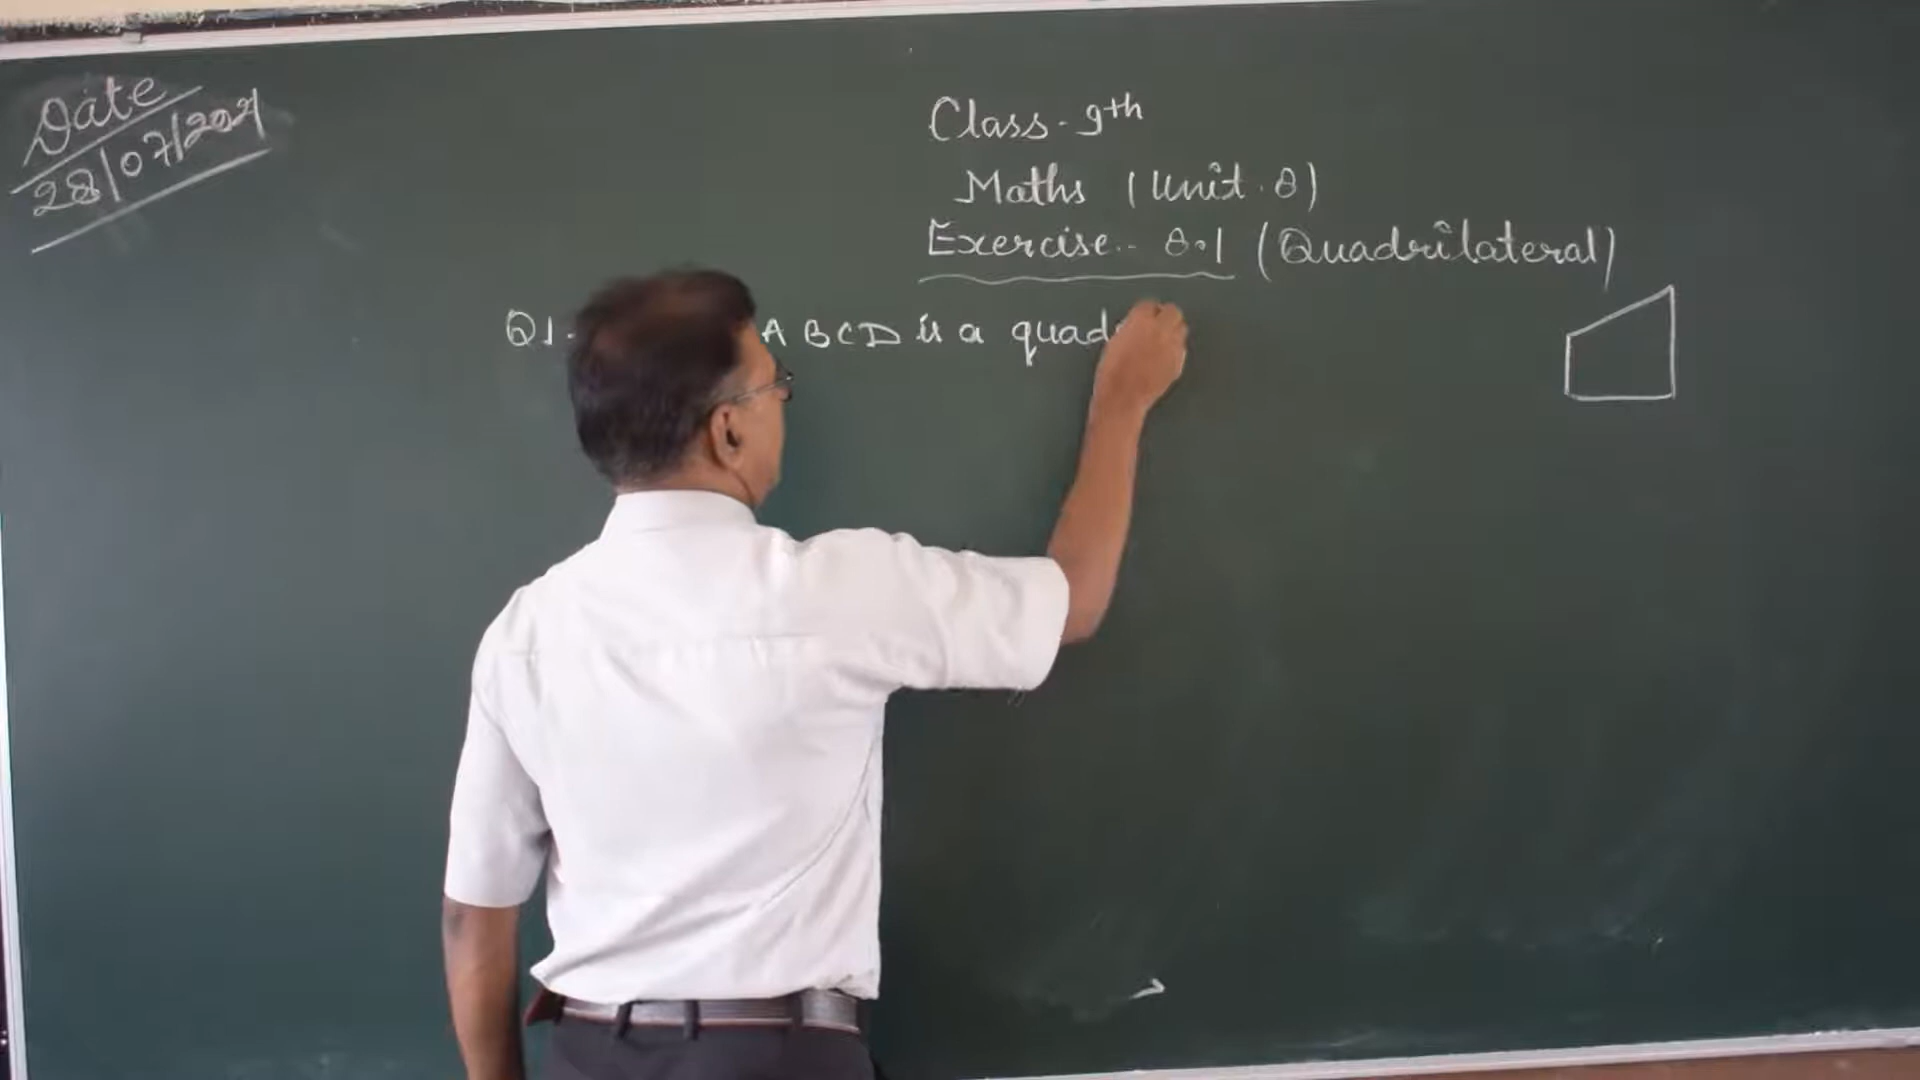 Date
28/07/2021
Class-9th
Maths (Unit.8)
Exercise.- 8.1 (Quadrilateral)
Q1. ABCD is a quad